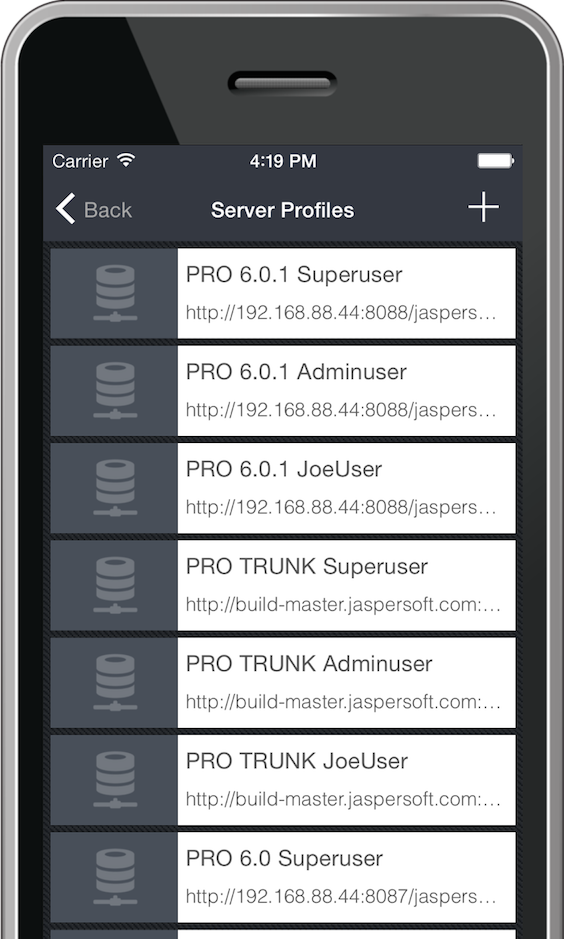 Carrier 4:19 PM
Back Server Profiles
PRO 6.0.1 Superuser
http://192.168.88.44:8088/jaspers...
PRO 6.0.1 Adminuser
http://192.168.88.44:8088/jaspers...
PRO 6.0.1 JoeUser
http://192.168.88.44:8088/jaspers...
PRO TRUNK Superuser
http://build-master.jaspersoft.com:...
PRO TRUNK Adminuser
http://build-master.jaspersoft.com:...
PRO TRUNK JoeUser
http://build-master.jaspersoft.com:...
PRO 6.0 Superuser
http://192.168.88.44:8087/jaspers...